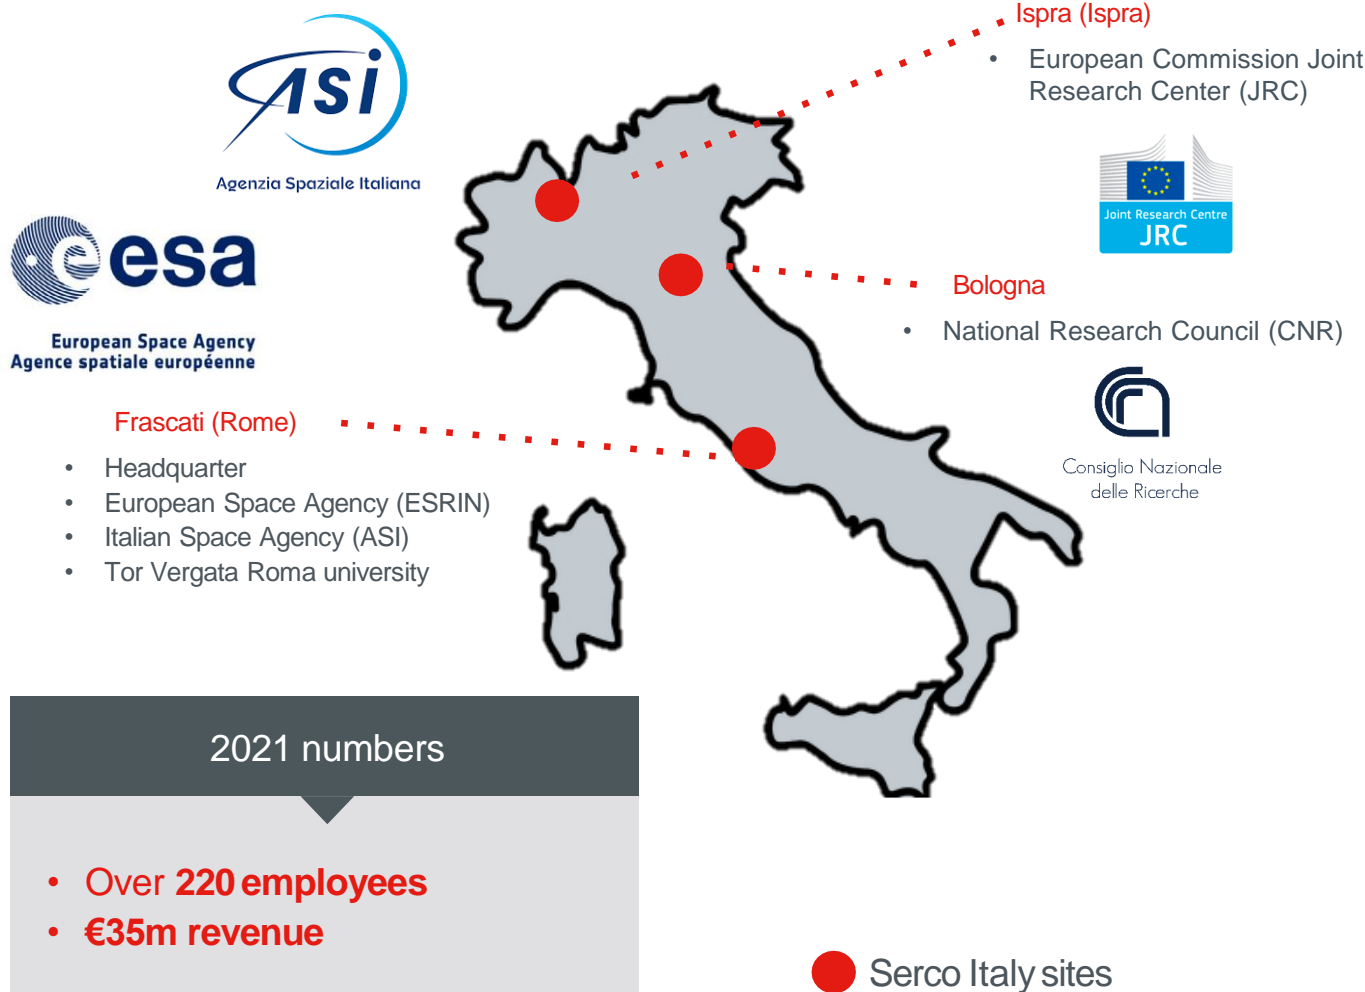 Ispra (Ispra)
• European Commission Joint
Research Center (JRC)
asi
Agenzia Spaziale Italiana
Joint Research Centre
JRC
esa
European Space Agency
Agence spatiale européenne
Bologna
• National Research Council (CNR)
Consiglio Nazionale
delle Ricerche
Frascati (Rome)
• Headquarter
• European Space Agency (ESRIN)
• Italian Space Agency (ASI)
• Tor Vergata Roma university
2021 numbers
• Over 220 employees
• €35m revenue
Serco Italy sites